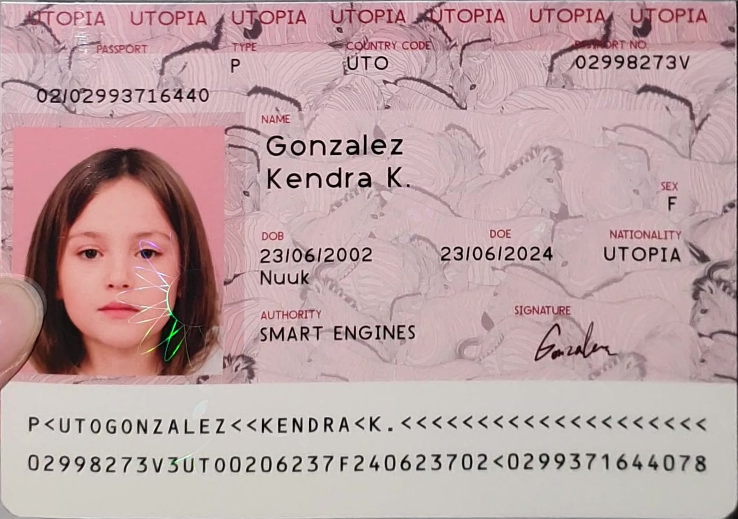 UTOPIA UTOPIA UTOPIA UTOPIA UTOPIA UTOPIA UTOPIA
PASSPORT TYPE COUNTRY CODE PASSPORT NO.
P UTO 02998273V
02/02993716440
NAME
Gonzalez
Kendra K.
SEX
F
DOB DOE NATIONALITY
23/06/2002 23/06/2024 UTOPIA
Nuuk
AUTHORITY SIGNATURE
SMART ENGINES Gonzalez
P<UTOGONZALEZ<<KENDRA<K.<<<<<<<<<<<<<<<<<<<<
02998273V3UTO0206237F240623702<0299371644078